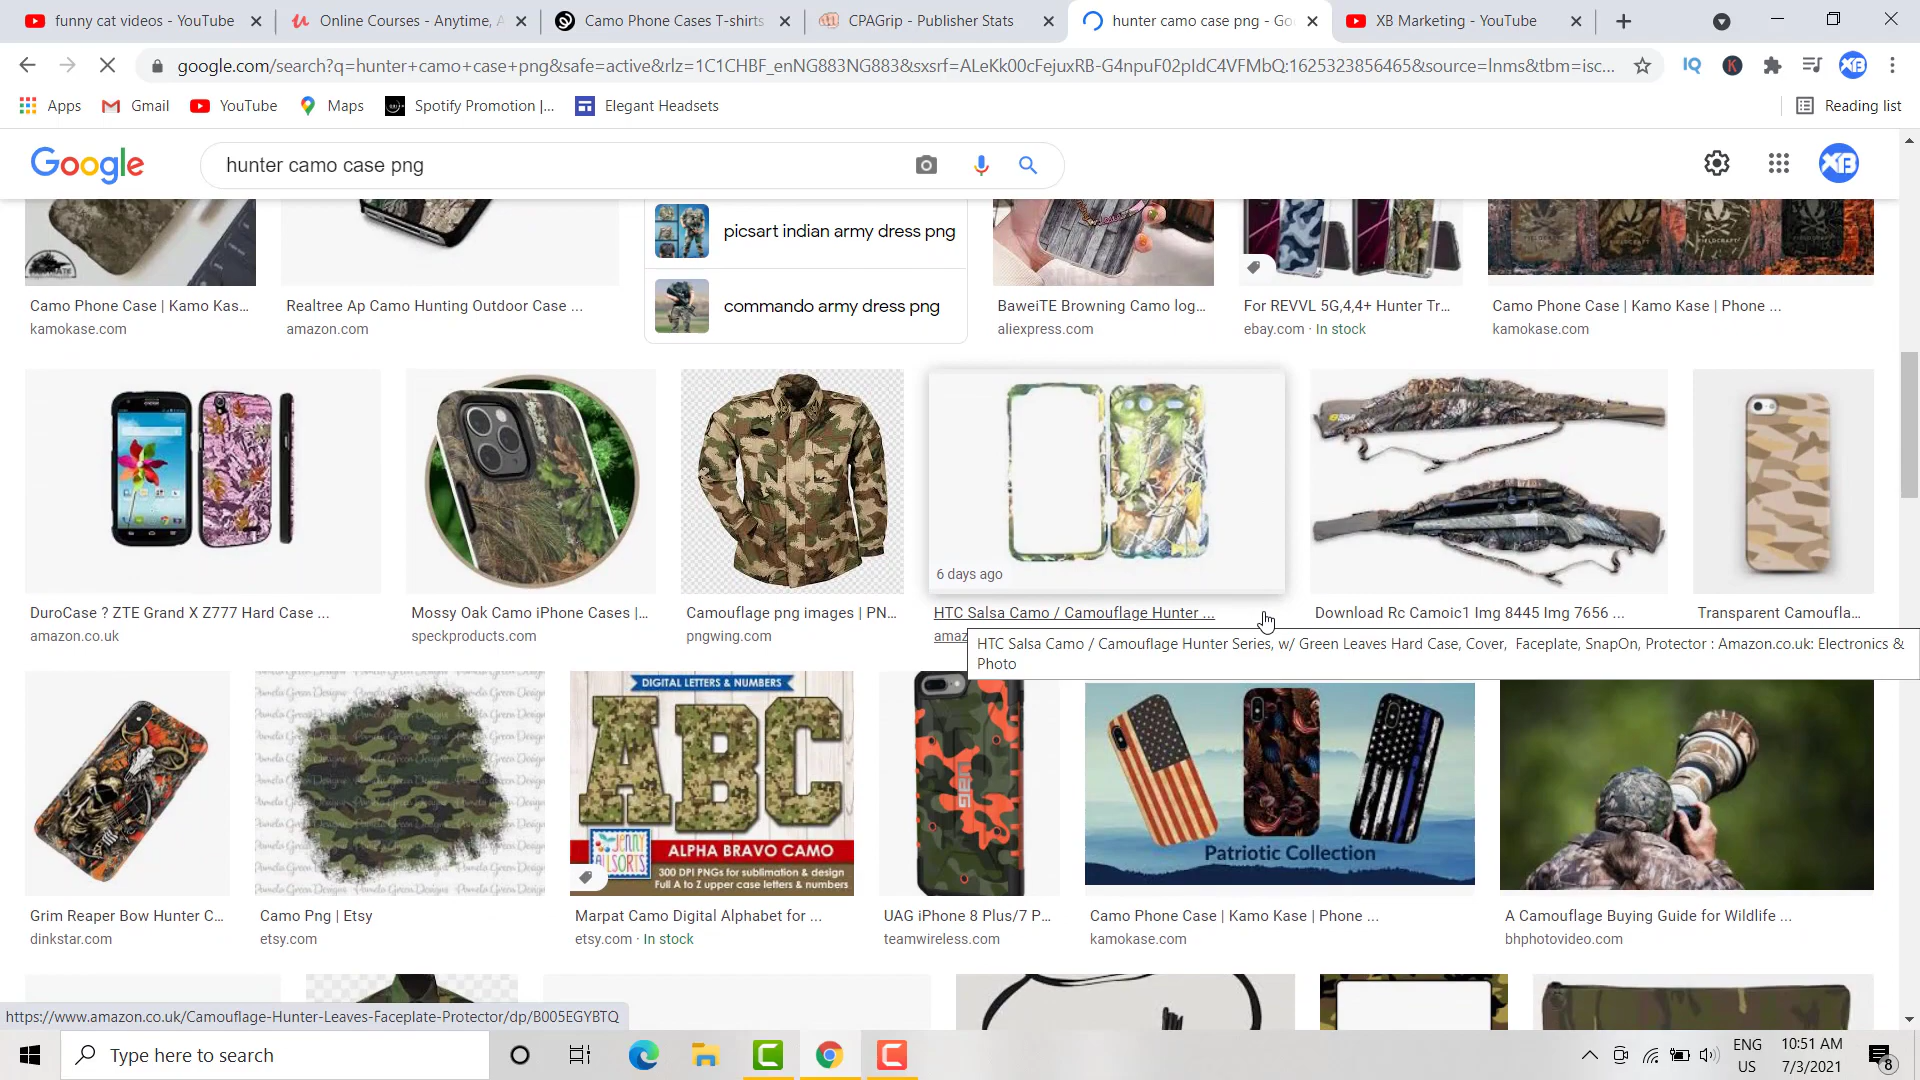 funny cat videos - YouTube
Online Courses - Anytime, A
Camo Phone Cases T-shirts
CPAGrip - Publisher Stats
hunter camo case png - Go
XB Marketing - YouTube
google.com/search?q=hunter+camo+case+png&safe=active&rlz=1C1CHBF_enNG883NG883&sxsrf=ALeKk00cFejuxRB-G4npuF02pIdC4VFMbQ:1625323856465&source=lnms&tbm=isc...
Apps
Gmail
YouTube
Maps
Spotify Promotion |...
Elegant Headsets
Reading list
Google
hunter camo case png
XB
picsart indian army dress png
commando army dress png
Camo Phone Case | Kamo Kas...
kamokase.com
Realtree Ap Camo Hunting Outdoor Case ...
amazon.com
BaweiTE Browning Camo log...
aliexpress.com
For REVVL 5G,4,4+ Hunter Tr...
ebay.com · In stock
Camo Phone Case | Kamo Kase | Phone ...
kamokase.com
6 days ago
DuroCase ? ZTE Grand X Z777 Hard Case ...
amazon.co.uk
Mossy Oak Camo iPhone Cases |...
speckproducts.com
Camouflage png images | PN...
pngwing.com
HTC Salsa Camo / Camouflage Hunter ...
Download Rc Camoic1 Img 8445 Img 7656 ...
Transparent Camoufla...
HTC Salsa Camo / Camouflage Hunter Series, w/ Green Leaves Hard Case, Cover, Faceplate, SnapOn, Protector : Amazon.co.uk: Electronics &
Photo
DIGITAL LETTERS & NUMBERS
ABC
JENNY
ALLSORTS
ALPHA BRAVO CAMO
300 DPI PNGs for sublimation & design
Full A to Z upper case letters & numbers
Pamela Green Designs
UAG
Patriotic Collection
Grim Reaper Bow Hunter C...
dinkstar.com
Camo Png | Etsy
etsy.com
Marpat Camo Digital Alphabet for ...
etsy.com · In stock
UAG iPhone 8 Plus/7 P...
teamwireless.com
Camo Phone Case | Kamo Kase | Phone ...
kamokase.com
A Camouflage Buying Guide for Wildlife ...
bhphotovideo.com
https://www.amazon.co.uk/Camouflage-Hunter-Leaves-Faceplate-Protector/dp/B005EGYBTQ
Type here to search
ENG
US
10:51 AM
7/3/2021
8